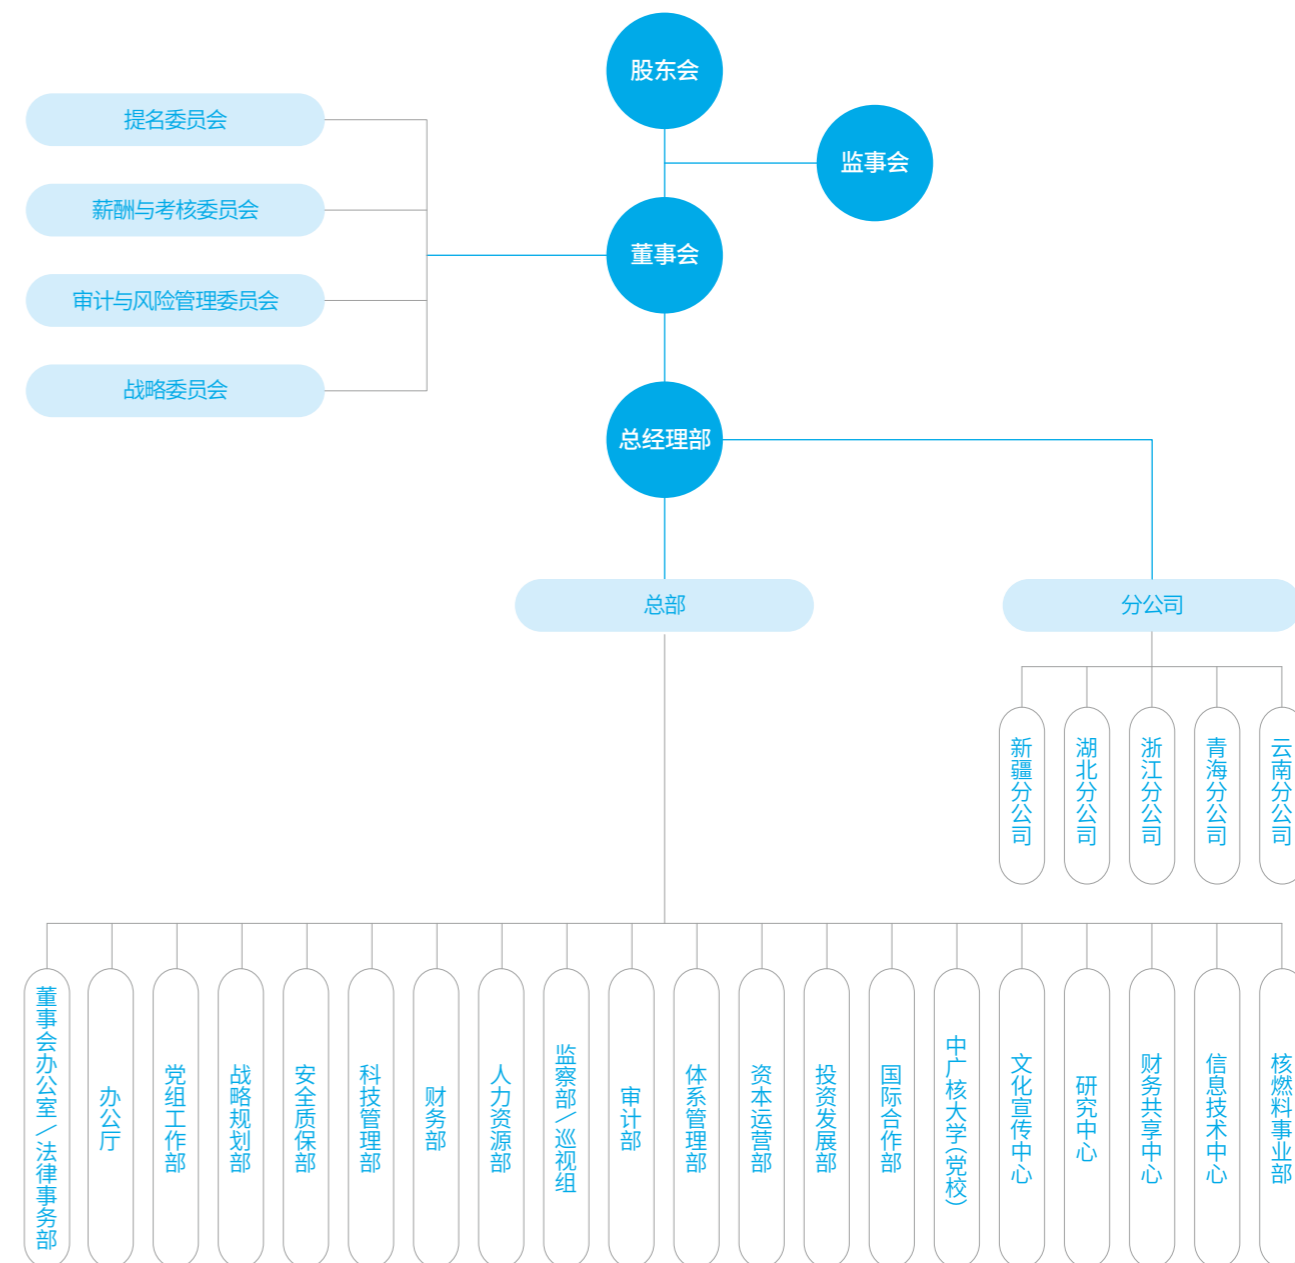 股东会
监事会
提名委员会
薪酬与考核委员会
董事会
审计与风险管理委员会
战略委员会
总经理部
总部
分公司
新疆分公司
湖北分公司
浙江分公司
青海分公司
云南分公司
董事会办公室/法律事务部
办公厅
党组工作部
战略规划部
安全质保部
科技管理部
财务部
人力资源部
监察部/巡视组
审计部
体系管理部
资本运营部
投资发展部
国际合作部
中广核大学(党校)
文化宣传中心
研究中心
财务共享中心
信息技术中心
核燃料事业部